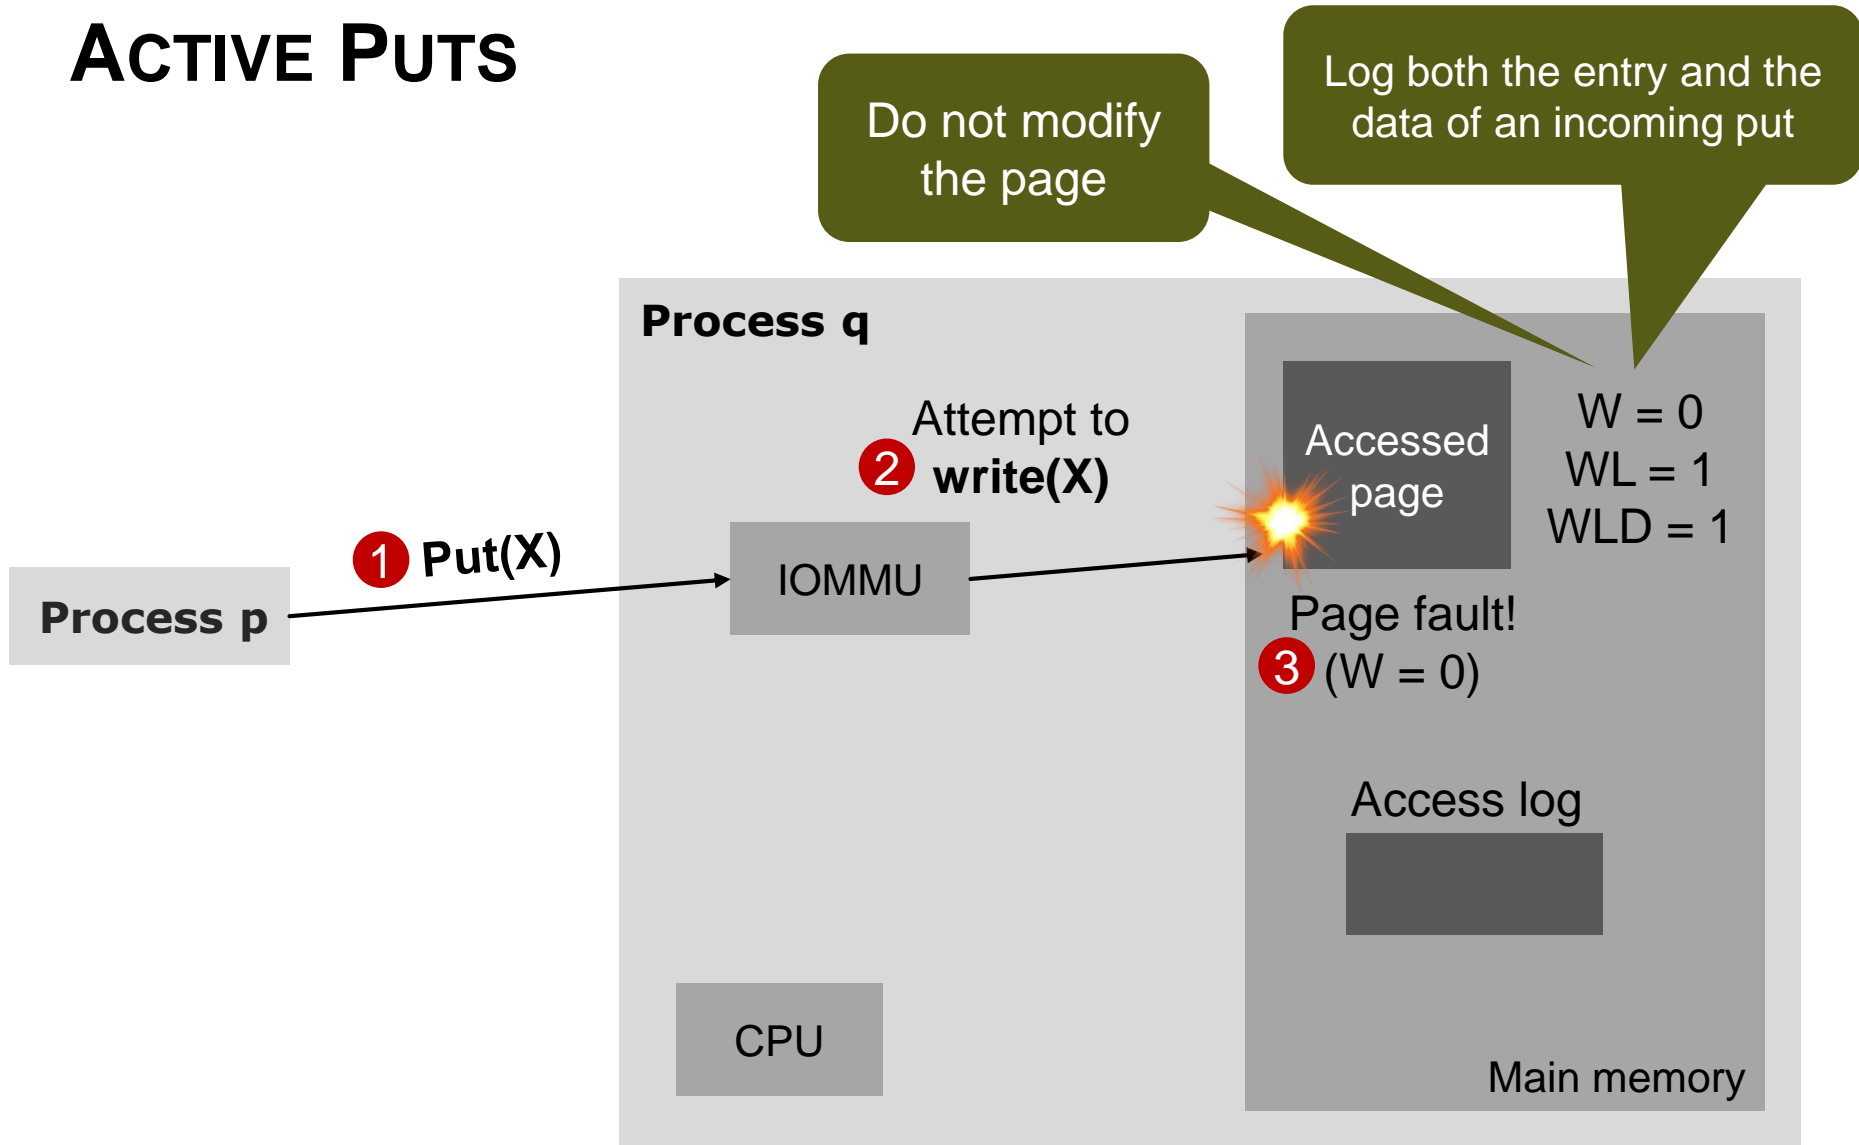 ACTIVE PUTS
Do not modify
the page
Log both the entry and the
data of an incoming put
Process q
Attempt to
2 write(X)
Accessed
page
W = 0
WL = 1
WLD = 1
1 Put(X)
Process p
IOMMU
Page fault!
3 (W = 0)
Access log
CPU
Main memory